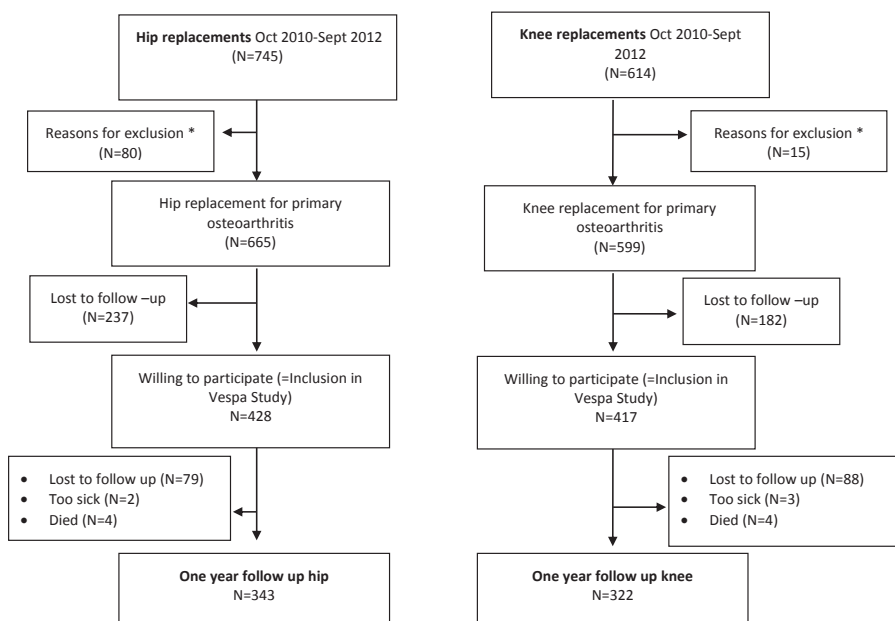 Hip replacements Oct 2010-Sept 2012
(N=745)
Reasons for exclusion *
(N=80)
Hip replacement for primary
osteoarthritis
(N=665)
Lost to follow –up
(N=237)
Willing to participate (=Inclusion in
Vespa Study)
N=428
• Lost to follow up (N=79)
• Too sick (N=2)
• Died (N=4)
One year follow up hip
N=343
Knee replacements Oct 2010-Sept
2012
(N=614)
Reasons for exclusion *
(N=15)
Knee replacement for primary
osteoarthritis
(N=599)
Lost to follow –up
(N=182)
Willing to participate (=Inclusion in
Vespa Study)
N=417
• Lost to follow up (N=88)
• Too sick (N=3)
• Died (N=4)
One year follow up knee
N=322